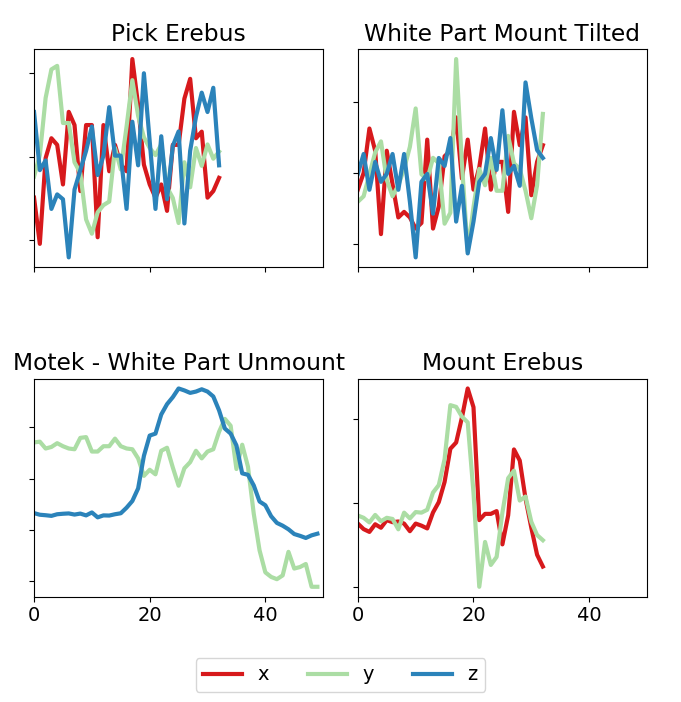 Pick Erebus
White Part Mount Tilted
Motek - White Part Unmount
Mount Erebus
0 20 40
0 20 40
x y z